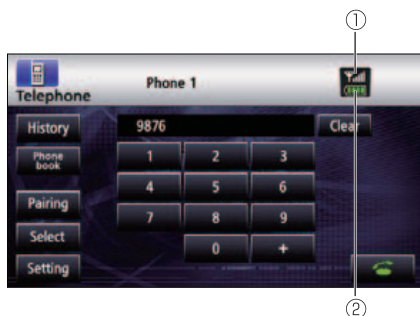 ①
Phone 1
Telephone
History
9876
Clear
Phone
book
1 2 3
4 5 6
Pairing
7 8 9
Select
0 +
Setting
②